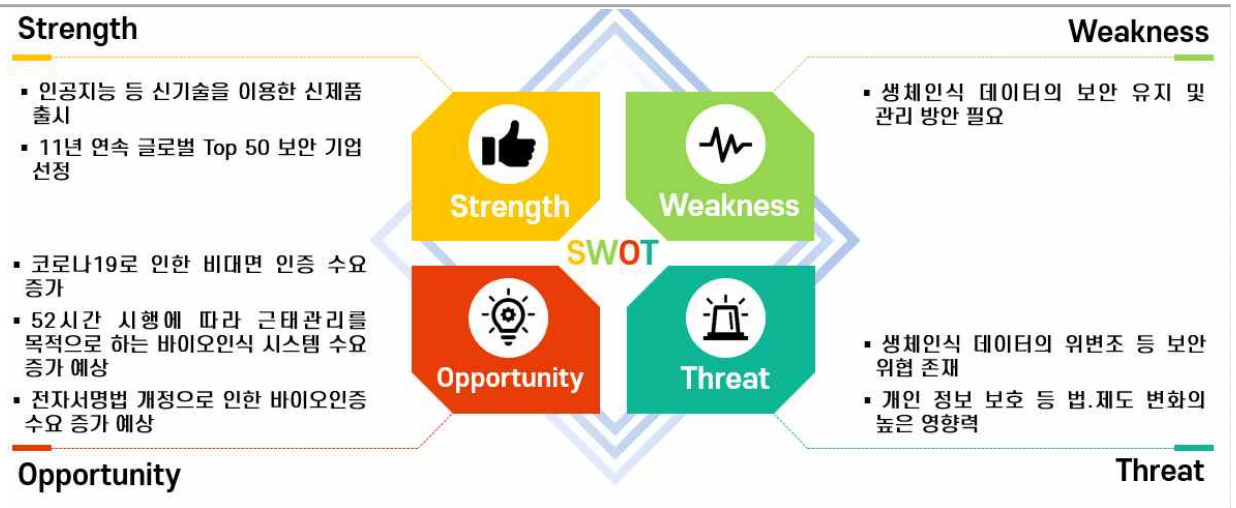 Strength
▪ 인공지능 등 신기술을 이용한 신제품
출시
▪ 11년 연속 글로벌 Top 50 보안 기업
선정
Weakness
▪ 생체인식 데이터의 보안 유지 및
관리 방안 필요
Strength
Weakness
SWOT
Opportunity
Threat
▪ 코로나19로 인한 비대면 인증 수요
증가
▪ 52시간 시행에 따라 근태관리를
목적으로 하는 바이오인식 시스템 수요
증가 예상
▪ 전자서명법 개정으로 인한 바이오인증
수요 증가 예상
Opportunity
▪ 생체인식 데이터의 위변조 등 보안
위협 존재
▪ 개인 정보 보호 등 법.제도 변화의
높은 영향력
Threat